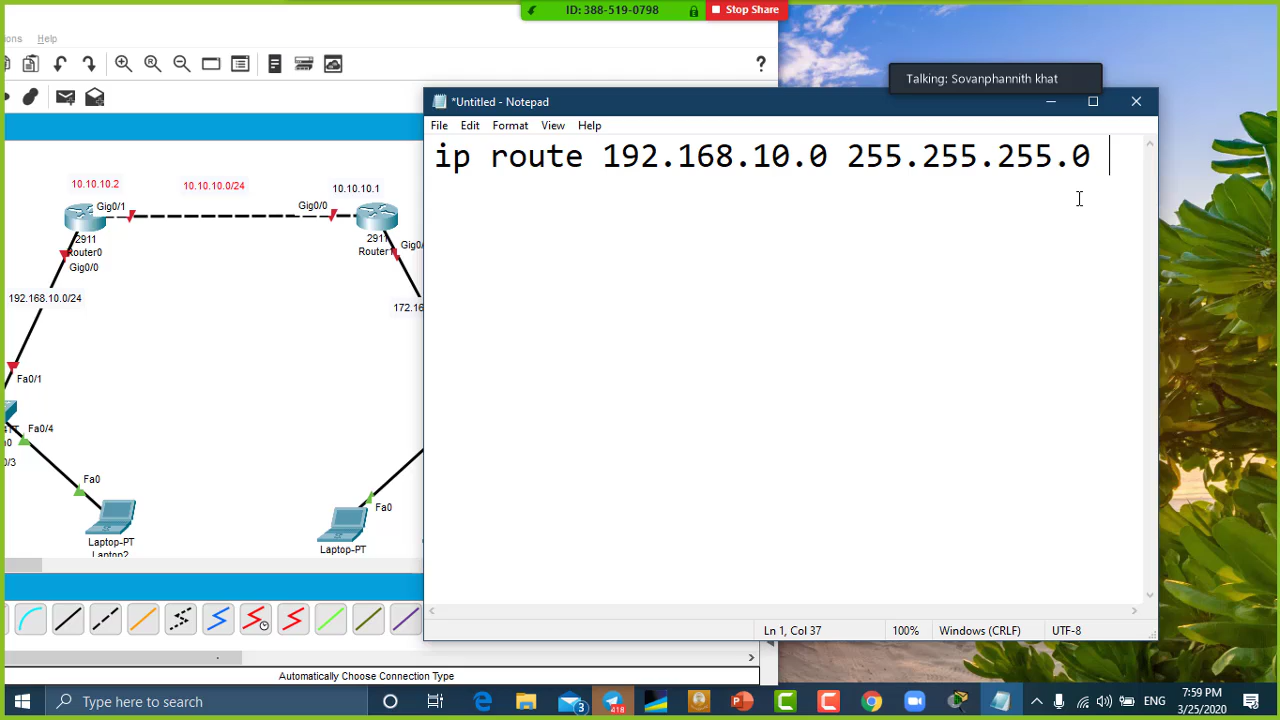 ID: 388-519-0798
Stop Share
Help
Talking: Sovanphannith khat
*Untitled - Notepad
File Edit Format View Help
ip route 192.168.10.0 255.255.255.0
10.10.10.2
10.10.10.0/24
10.10.10.1
Gig0/1
Gig0/0
2911
Router0
Gig0/0
2911
192.168.10.0/24
Fa0/1
Fa0/4
Fa0
Fa0
Laptop-PT
Laptop2
Laptop-PT
Ln 1, Col 37
100%
Windows (CRLF)
UTF-8
Automatically Choose Connection Type
Type here to search
3
418
ENG
7:59 PM
3/25/2020